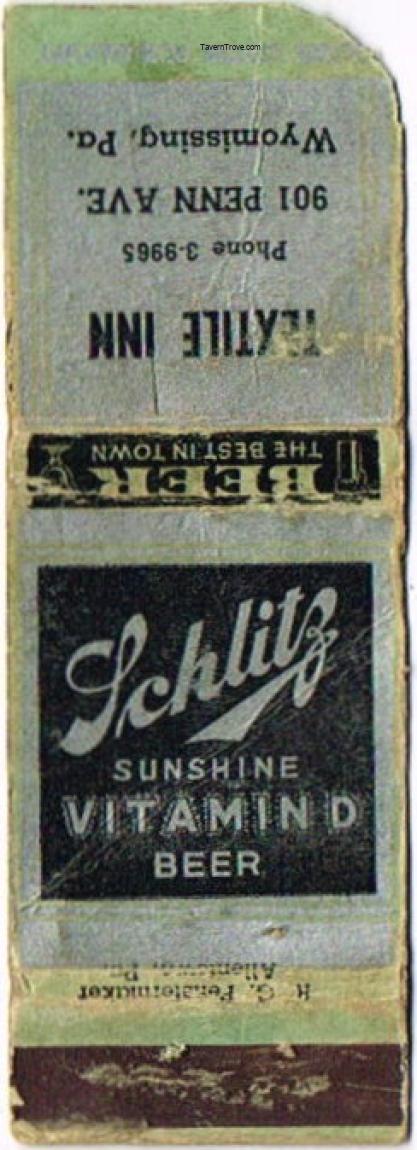 TavernTrove.com
Wyomissing, Pa.
901 PENN AVE.
Phone 3-9965
TEXTILE INN
THE BEST IN TOWN
BEER
Schlitz
SUNSHINE
VITAMIN D
BEER
Allentown, Pa.
R. G. Fenstermaker